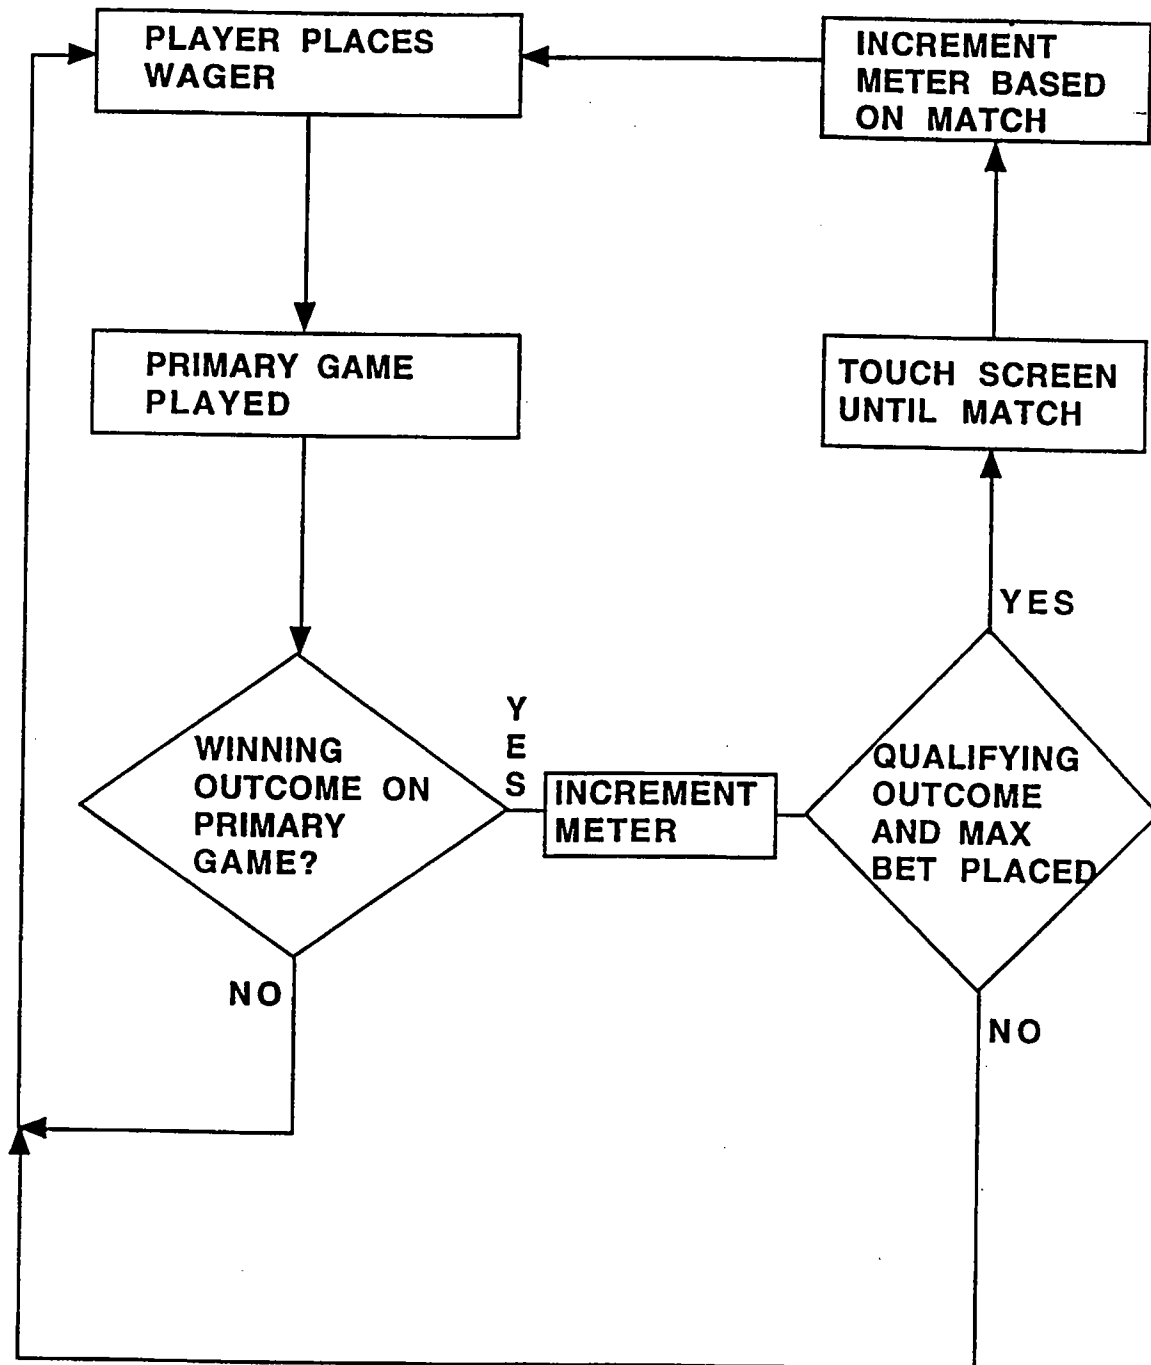 PLAYER PLACES
WAGER
INCREMENT
METER BASED
ON MATCH
PRIMARY GAME
PLAYED
TOUCH SCREEN
UNTIL MATCH
YES
WINNING
OUTCOME ON
PRIMARY
GAME?
YES
INCREMENT
METER
QUALIFYING
OUTCOME
AND MAX
BET PLACED
NO
NO